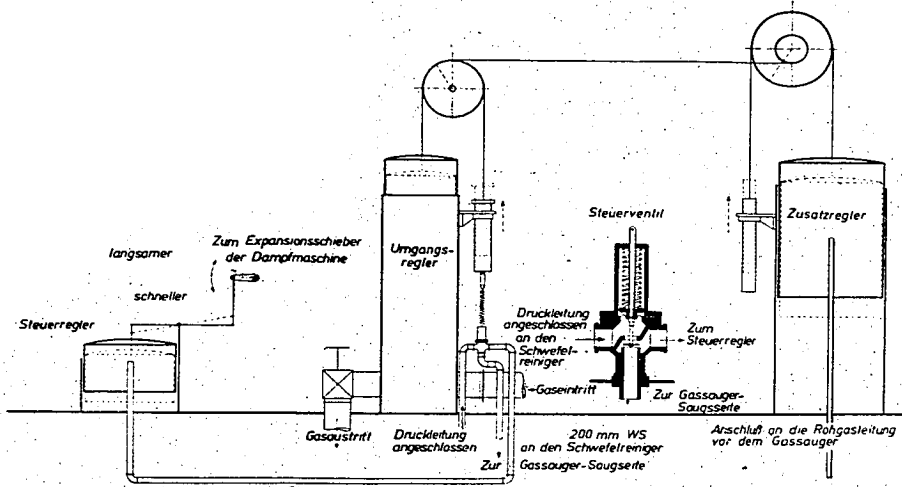 Steuerventil
Zusatzregler
Umgangs-
regler
Zum Expansionsschieber
der Dampfmaschine
langsamer
schneller
Steuerregler
Druckleitung
angeschlossen
an den
Schwefel-
reiniger
Zum
Steuerregler
Gaseintritt
Zur Gassauger-
Saugseite
Gasaustritt
Druckleitung
angeschlossen
200 mm WS
an den Schwefelreiniger
Zur Gassauger-Saugseite
Anschluß an die Rohgasleitung
vor dem Gassauger